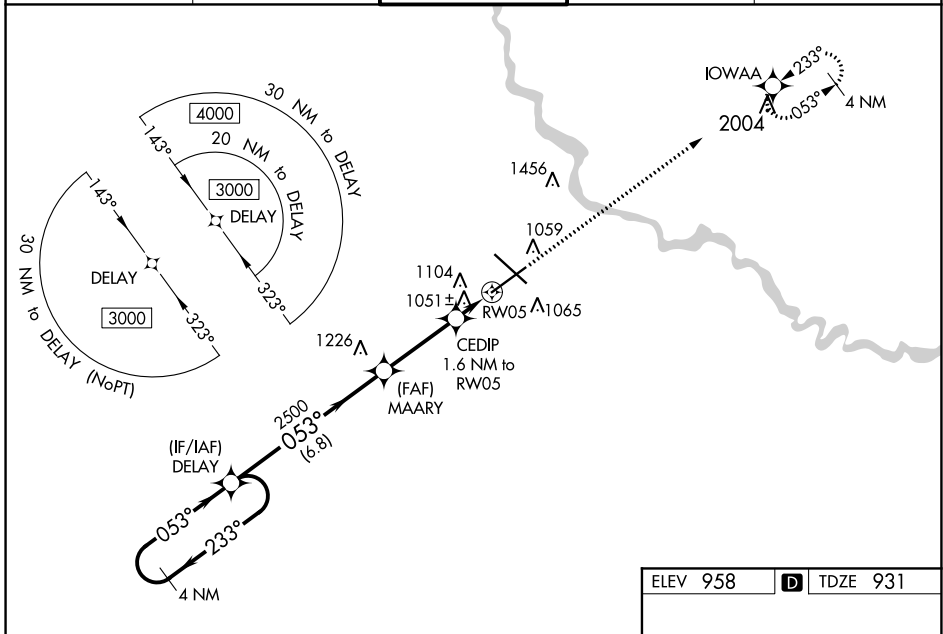 IOWAA
233°
053°
4 NM
2004
30 NM to DELAY
4000
20 NM to DELAY
143°
3000
DELAY
323°
143°
DELAY
3000
323°
30 NM to DELAY (NoPT)
1456
1059
1104
1051±
RW05
1065
CEDIP
1.6 NM to
RW05
1226
(FAF)
MAARY
2500
053°
(6.8)
(IF/IAF)
DELAY
053°
233°
4 NM
ELEV 958 D TDZE 931